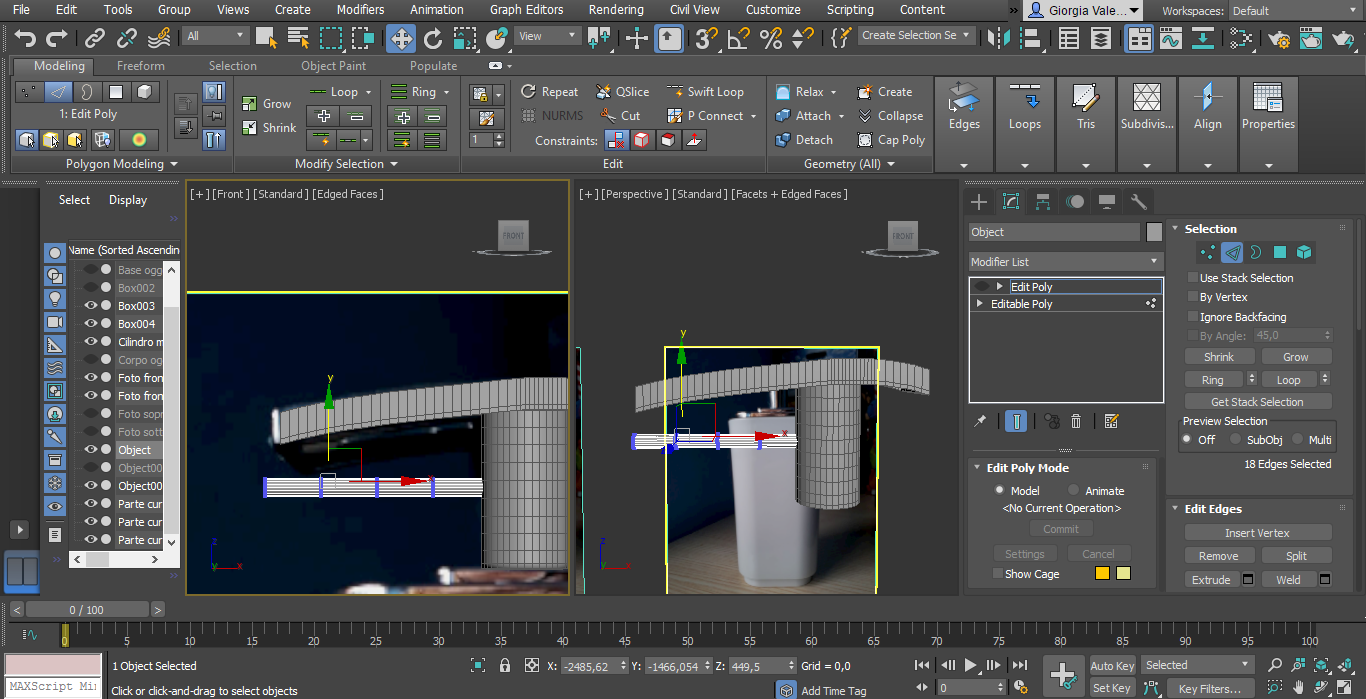 File Edit Tools Group Views Create Modifiers Animation Graph Editors Rendering Civil View Customize Scripting Content » Giorgia Vale... Workspaces: Default
All View Create Selection Se
Modeling Freeform Selection Object Paint Populate
1: Edit Poly
Polygon Modeling
Grow
Shrink
Loop Ring
Modify Selection
1
Repeat QSlice Swift Loop
NURMS Cut P Connect
Constraints:
Edit
Relax Create
Attach Collapse
Detach Cap Poly
Geometry (All)
Edges Loops Tris Subdivis... Align Properties
Select Display
Name (Sorted Ascendin
Base ogg
Box002
Box003
Box004
Cilindro m
Corpo og
Foto fron
Foto fron
Foto sopr
Foto sott
Object
Object00
Object00
Parte cur
Parte cur
Parte cur
[+] [Front] [Standard] [Edged Faces]
FRONT
y
x
z
y x
[+] [Perspective] [Standard] [Facets + Edged Faces]
FRONT
y
x
z
Object
Modifier List
Edit Poly
Editable Poly
Edit Poly Mode
Model Animate
<No Current Operation>
Commit
Settings Cancel
Show Cage
Selection
Use Stack Selection
By Vertex
Ignore Backfacing
By Angle: 45,0
Shrink Grow
Ring Loop
Get Stack Selection
Preview Selection
Off SubObj Multi
18 Edges Selected
Edit Edges
Insert Vertex
Remove Split
Extrude Weld
< 0 / 100 >
0 5 10 15 20 25 30 35 40 45 50 55 60 65 70 75 80 85 90 95 100
1 Object Selected
X: -2485,62 Y: -1466,054 Z: 449,5 Grid = 0,0
Auto Key Selected
MAXScript Mi
Click or click-and-drag to select objects
Add Time Tag
0
Set Key Key Filters...